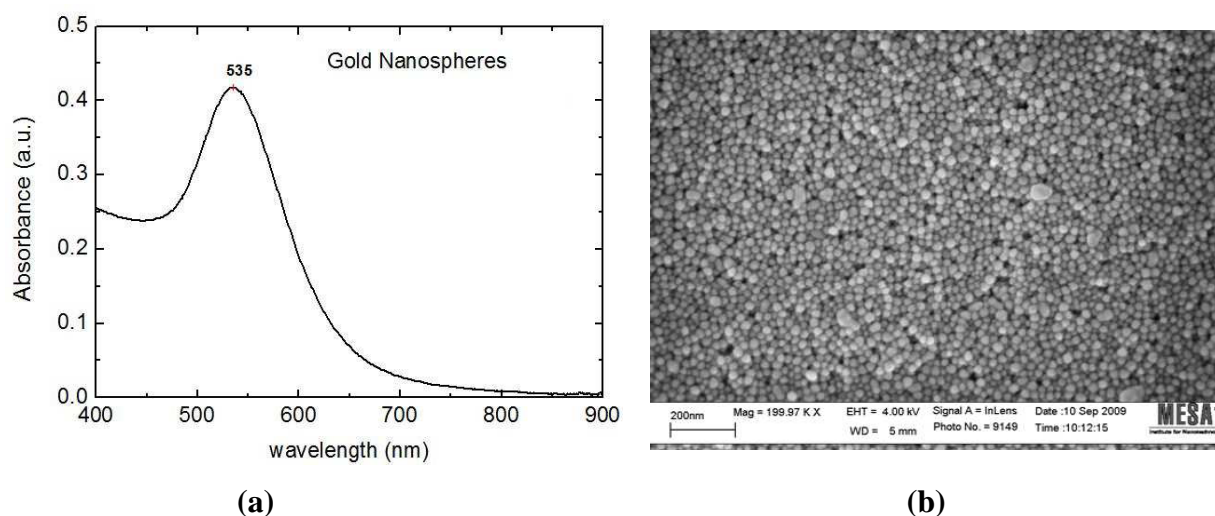 0.5
0.4
0.3
0.2
0.1
0.0
Absorbance (a.u.)
535
Gold Nanospheres
400 500 600 700 800 900
wavelength (nm)
(a)
200nm
Mag = 199.97 K X
EHT = 4.00 kV
WD = 5 mm
Signal A = InLens
Photo No. = 9149
Date :10 Sep 2009
Time :10:12:15
MESA
(b)